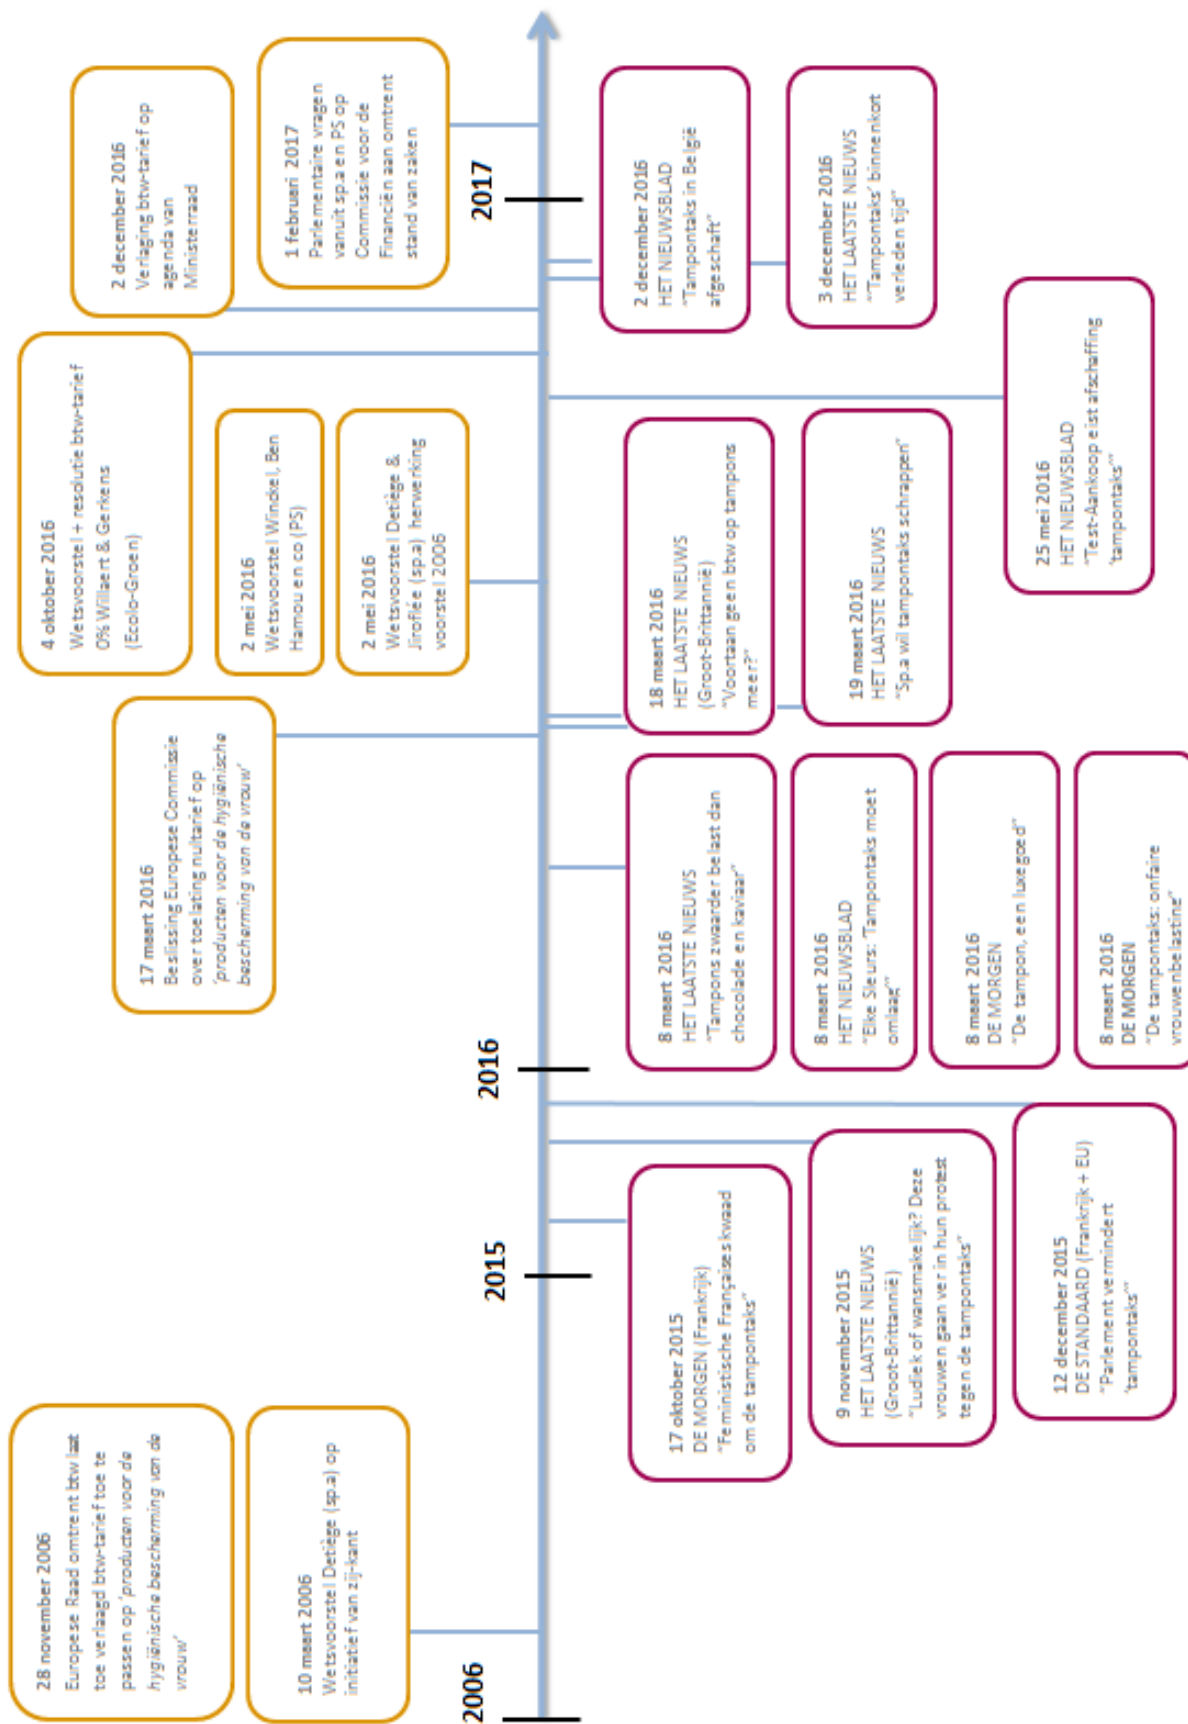 28 november 2006
Europese Raad omtrent btw laat
toe verlaagd btw-tarief toe te
passen op 'producten voor de
hygiënische bescherming van de
vrouw'
10 maart 2006
Wetsvoorstel Detiège (sp.a) op
initiatief van zij-kant
17 maart 2016
Beslissing Europese Commissie
over toelating nultarief op
'producten voor de hygiënische
bescherming van de vrouw'
4 oktober 2016
Wetsvoorstel + resolutie btw-tarief
0% Willaert & Gerkens
(Ecolo-Groen)
2 mei 2016
Wetsvoorstel Winckel, Ben
Hamou en co (PS)
2 mei 2016
Wetsvoorstel Detiège &
Jiroflée (sp.a) herwerking
voorstel 2006
2 december 2016
Verlaging btw-tarief op
agenda van
Ministerraad
1 februari 2017
Parlementaire vragen
vanuit sp.a en PS op
Commissie voor de
Financiën aan omtrent
stand van zaken
2006
2015
2016
2017
17 oktober 2015
DE MORGEN (Frankrijk)
"Feministische Françaises kwaad
om de tampontaks"
9 november 2015
HET LAATSTE NIEUWS
(Groot-Brittannië)
"Ludiek of wansmakelijk? Deze
vrouwen gaan ver in hun protest
tegen de tampontaks"
12 december 2015
DE STANDAARD (Frankrijk + EU)
"Parlement vermindert
'tampontaks'"
8 maart 2016
HET LAATSTE NIEUWS
"Tampons zwaarder belast dan
chocolade en kaviaar"
8 maart 2016
HET NIEUWSBLAD
"Elke Sleurs: 'Tampontaks moet
omlaag'"
8 maart 2016
DE MORGEN
"De tampon, een luxegoed"
8 maart 2016
DE MORGEN
"De tampontaks: onfaire
vrouwenbelasting"
18 maart 2016
HET LAATSTE NIEUWS
(Groot-Brittannië)
"Voortaan geen btw op tampons
meer?"
19 maart 2016
HET LAATSTE NIEUWS
"Sp.a wil tampontaks schrappen"
25 mei 2016
HET NIEUWSBLAD
"Test-Aankoop eist afschaffing
'tampontaks'"
2 december 2016
HET NIEUWSBLAD
"Tampontaks in België
afgeschaft"
3 december 2016
HET LAATSTE NIEUWS
"'Tampontaks' binnenkort
verleden tijd"